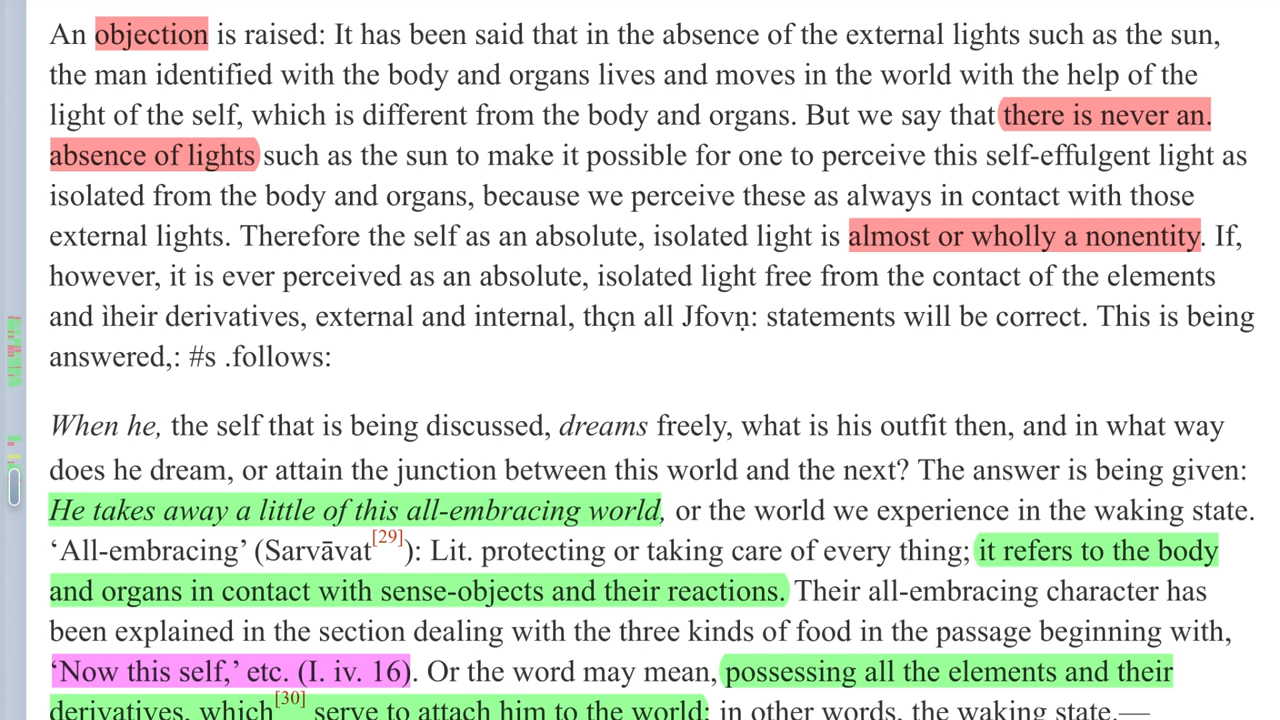 An objection is raised: It has been said that in the absence of the external lights such as the sun,
the man identified with the body and organs lives and moves in the world with the help of the
light of the self, which is different from the body and organs. But we say that there is never an.
absence of lights such as the sun to make it possible for one to perceive this self-effulgent light as
isolated from the body and organs, because we perceive these as always in contact with those
external lights. Therefore the self as an absolute, isolated light is almost or wholly a nonentity. If,
however, it is ever perceived as an absolute, isolated light free from the contact of the elements
and ìheir derivatives, external and internal, thçn all Jfovṇ: statements will be correct. This is being
answered,: #s .follows:
When he, the self that is being discussed, dreams freely, what is his outfit then, and in what way
does he dream, or attain the junction between this world and the next? The answer is being given:
He takes away a little of this all-embracing world, or the world we experience in the waking state.
‘All-embracing’ (Sarvāvat[29]): Lit. protecting or taking care of every thing; it refers to the body
and organs in contact with sense-objects and their reactions. Their all-embracing character has
been explained in the section dealing with the three kinds of food in the passage beginning with,
‘Now this self,’ etc. (I. iv. 16). Or the word may mean, possessing all the elements and their
derivatives, which[30] serve to attach him to the world; in other words, the waking state.—